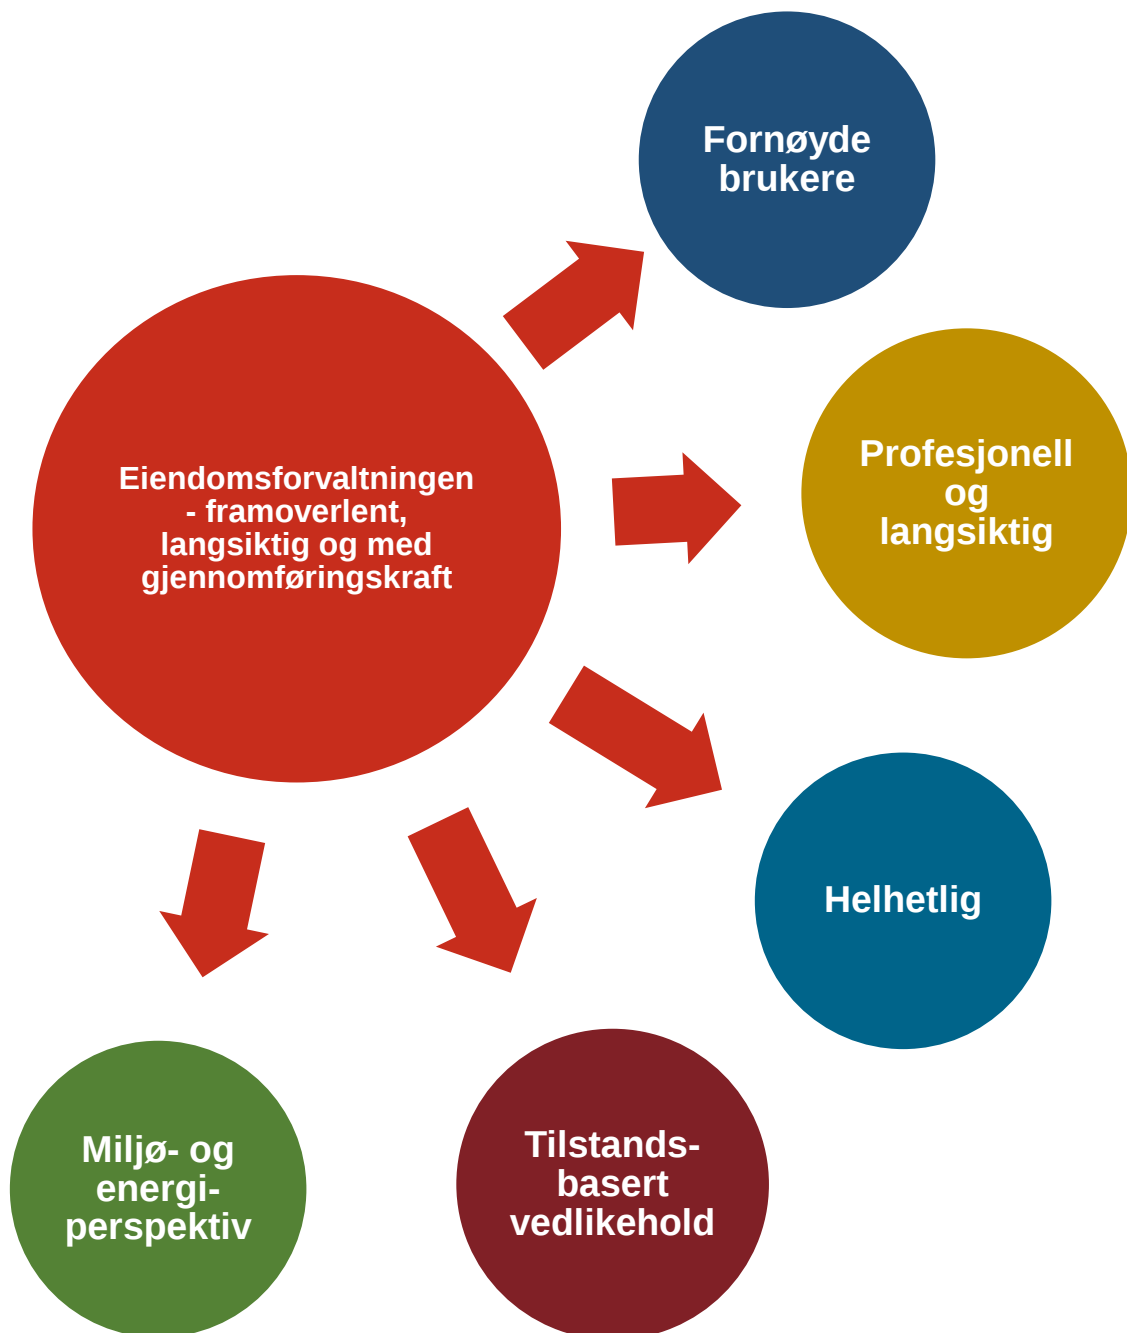 Fornøyde
brukere
Eiendomsforvaltningen
- framoverlent,
langsiktig og med
gjennomføringskraft
Profesjonell
og
langsiktig
Helhetlig
Tilstands-
basert
vedlikehold
Miljø- og
energi-
perspektiv